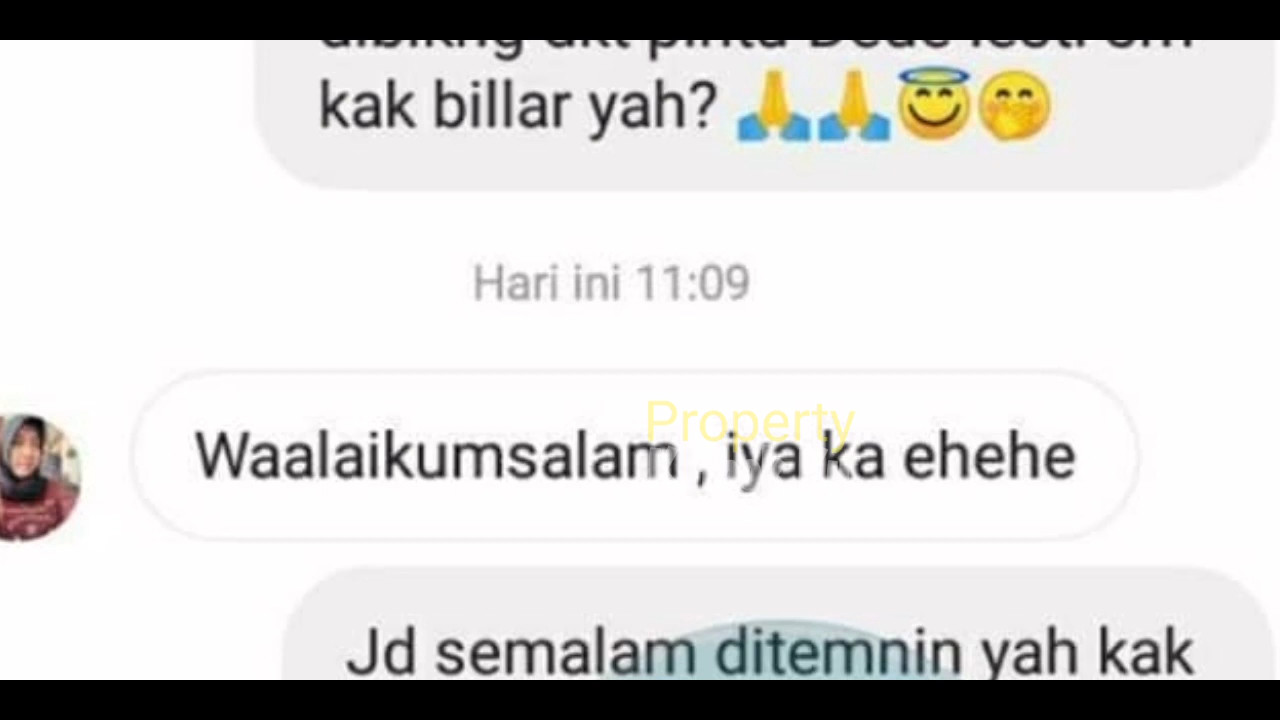 kak billar yah? 🙏🙏😇🤭
Hari ini 11:09
Property
Waalaikumsalam , iya ka ehehe
Jd semalam ditemnin yah kak